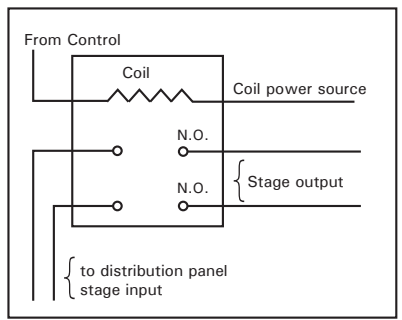 From Control
Coil
Coil power source
N.O.
N.O.
Stage output
to distribution panel
stage input